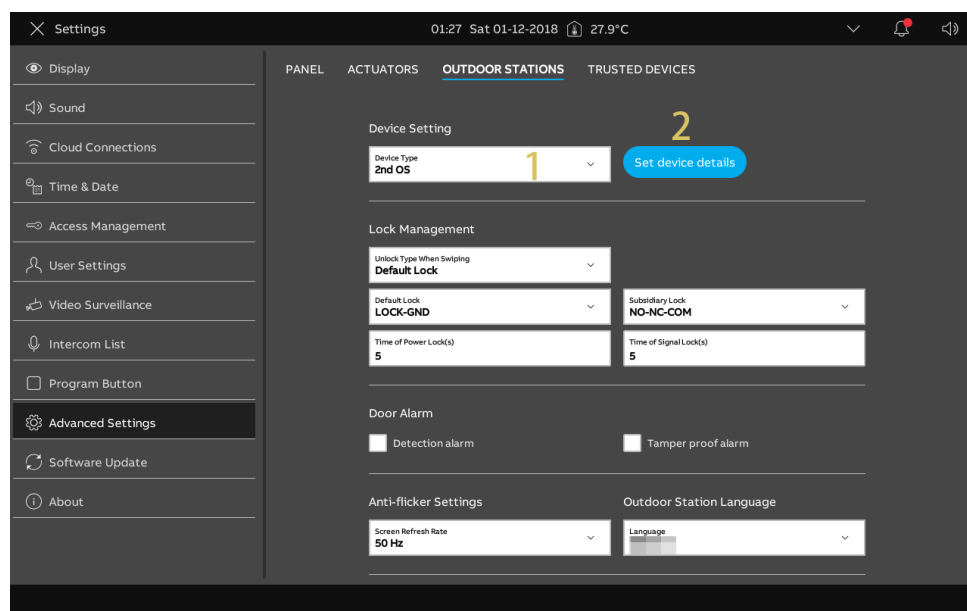 Settings
01:27 Sat 01-12-2018 27.9°C
Display
Sound
Cloud Connections
Time & Date
Access Management
User Settings
Video Surveillance
Intercom List
Program Button
Advanced Settings
Software Update
About
PANEL ACTUATORS OUTDOOR STATIONS TRUSTED DEVICES
Device Setting
2
Device Type
2nd OS
1
Set device details
Lock Management
Unlock Type When Swiping
Default Lock
Default Lock
LOCK-GND
Subsidiary Lock
NO-NC-COM
Time of Power Lock(s)
5
Time of Signal Lock(s)
5
Door Alarm
Detection alarm
Tamper proof alarm
Anti-flicker Settings
Outdoor Station Language
Screen Refresh Rate
50 Hz
Language